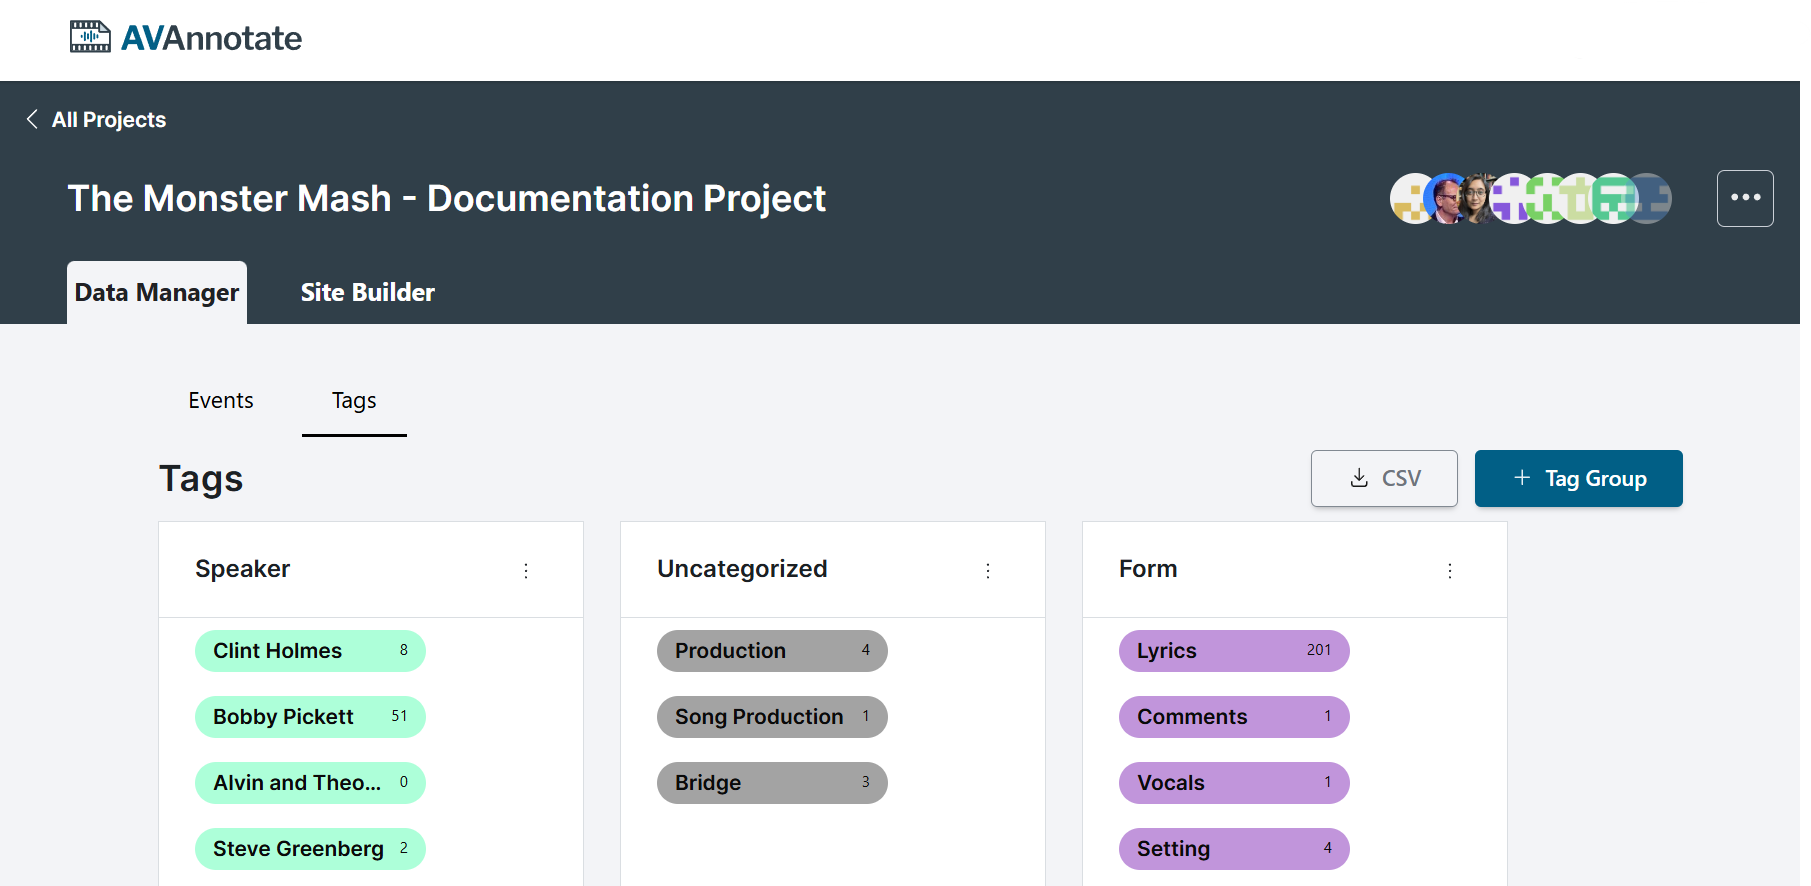 AVAnnotate
All Projects
The Monster Mash - Documentation Project
Data Manager
Site Builder
Events
Tags
Tags
CSV
+ Tag Group
Speaker
Clint Holmes 8
Bobby Pickett 51
Alvin and Theo... 0
Steve Greenberg 2
Uncategorized
Production 4
Song Production 1
Bridge 3
Form
Lyrics 201
Comments 1
Vocals 1
Setting 4